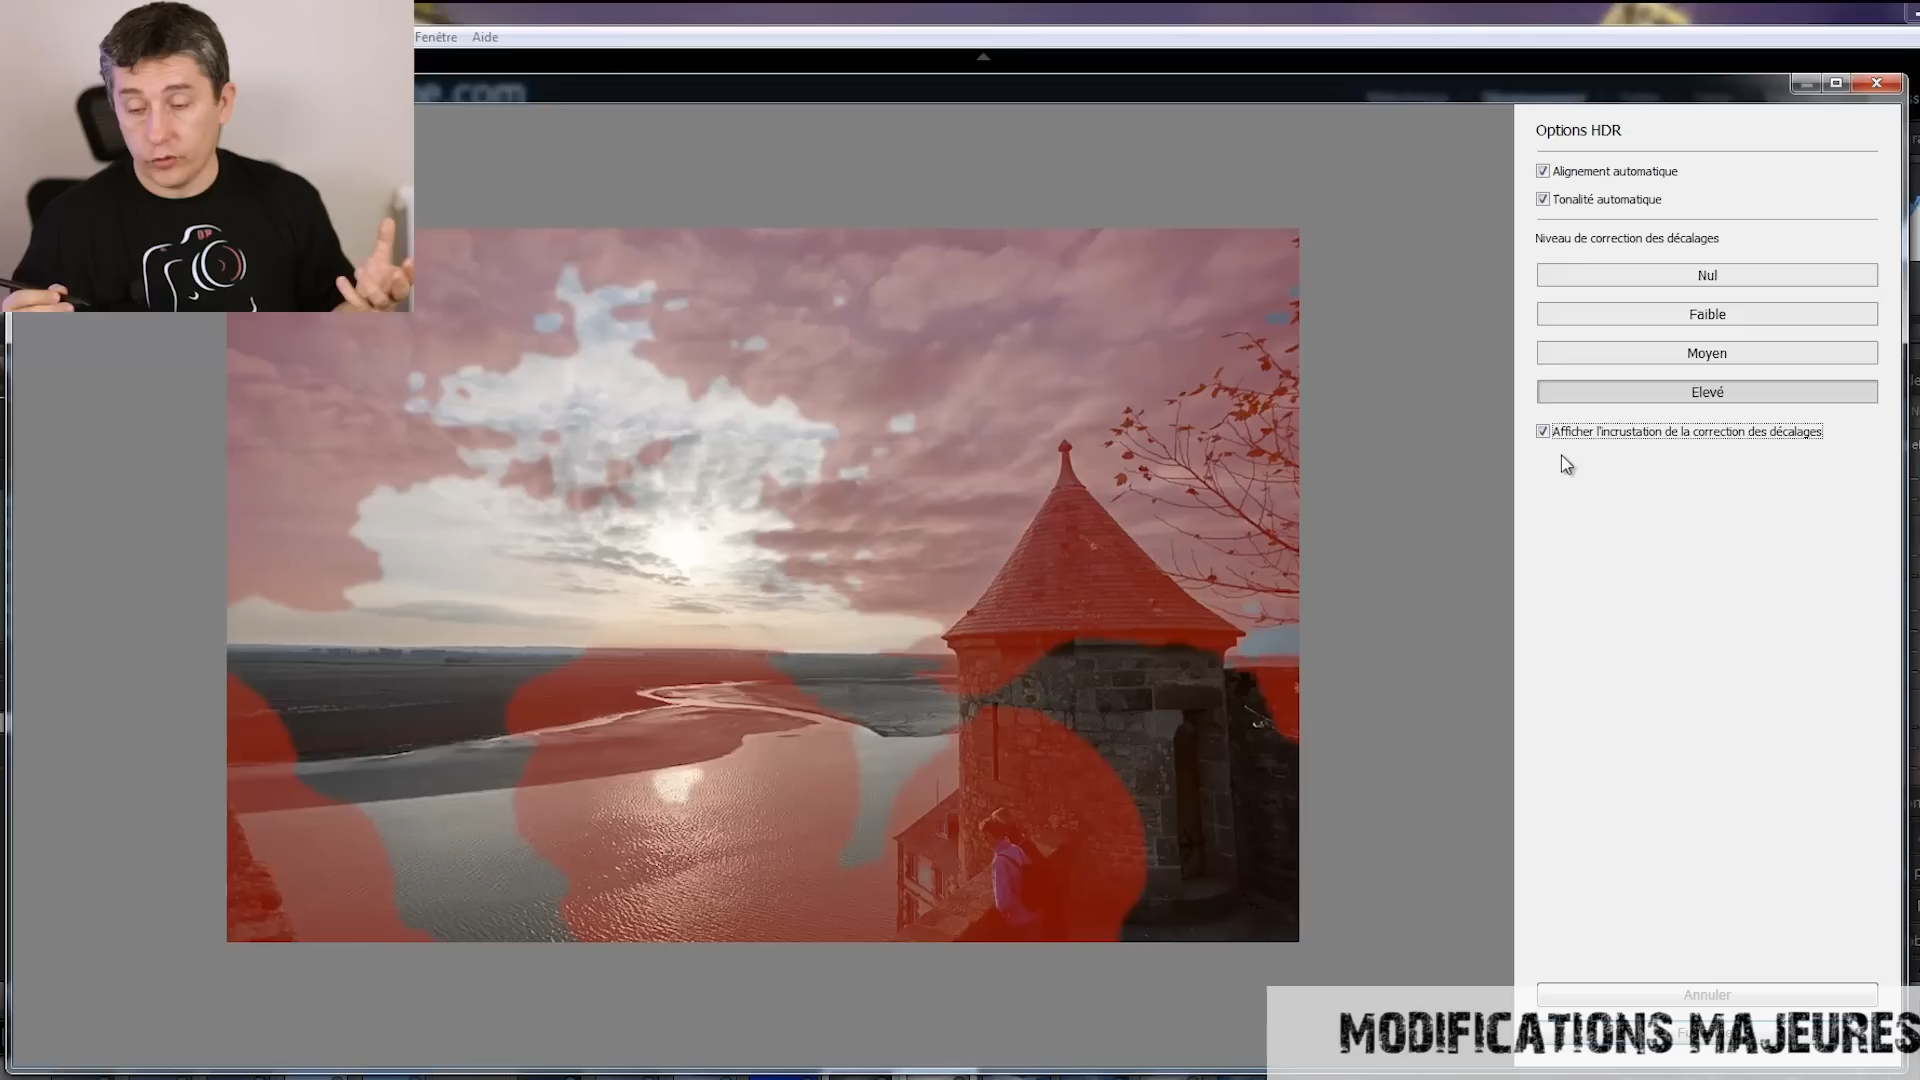 Fenêtre Aide
e.com
Options HDR
Alignement automatique
Tonalité automatique
Niveau de correction des décalages
Nul
Faible
Moyen
Elevé
Afficher l'incrustation de la correction des décalages
Annuler
MODIFICATIONS MAJEURES